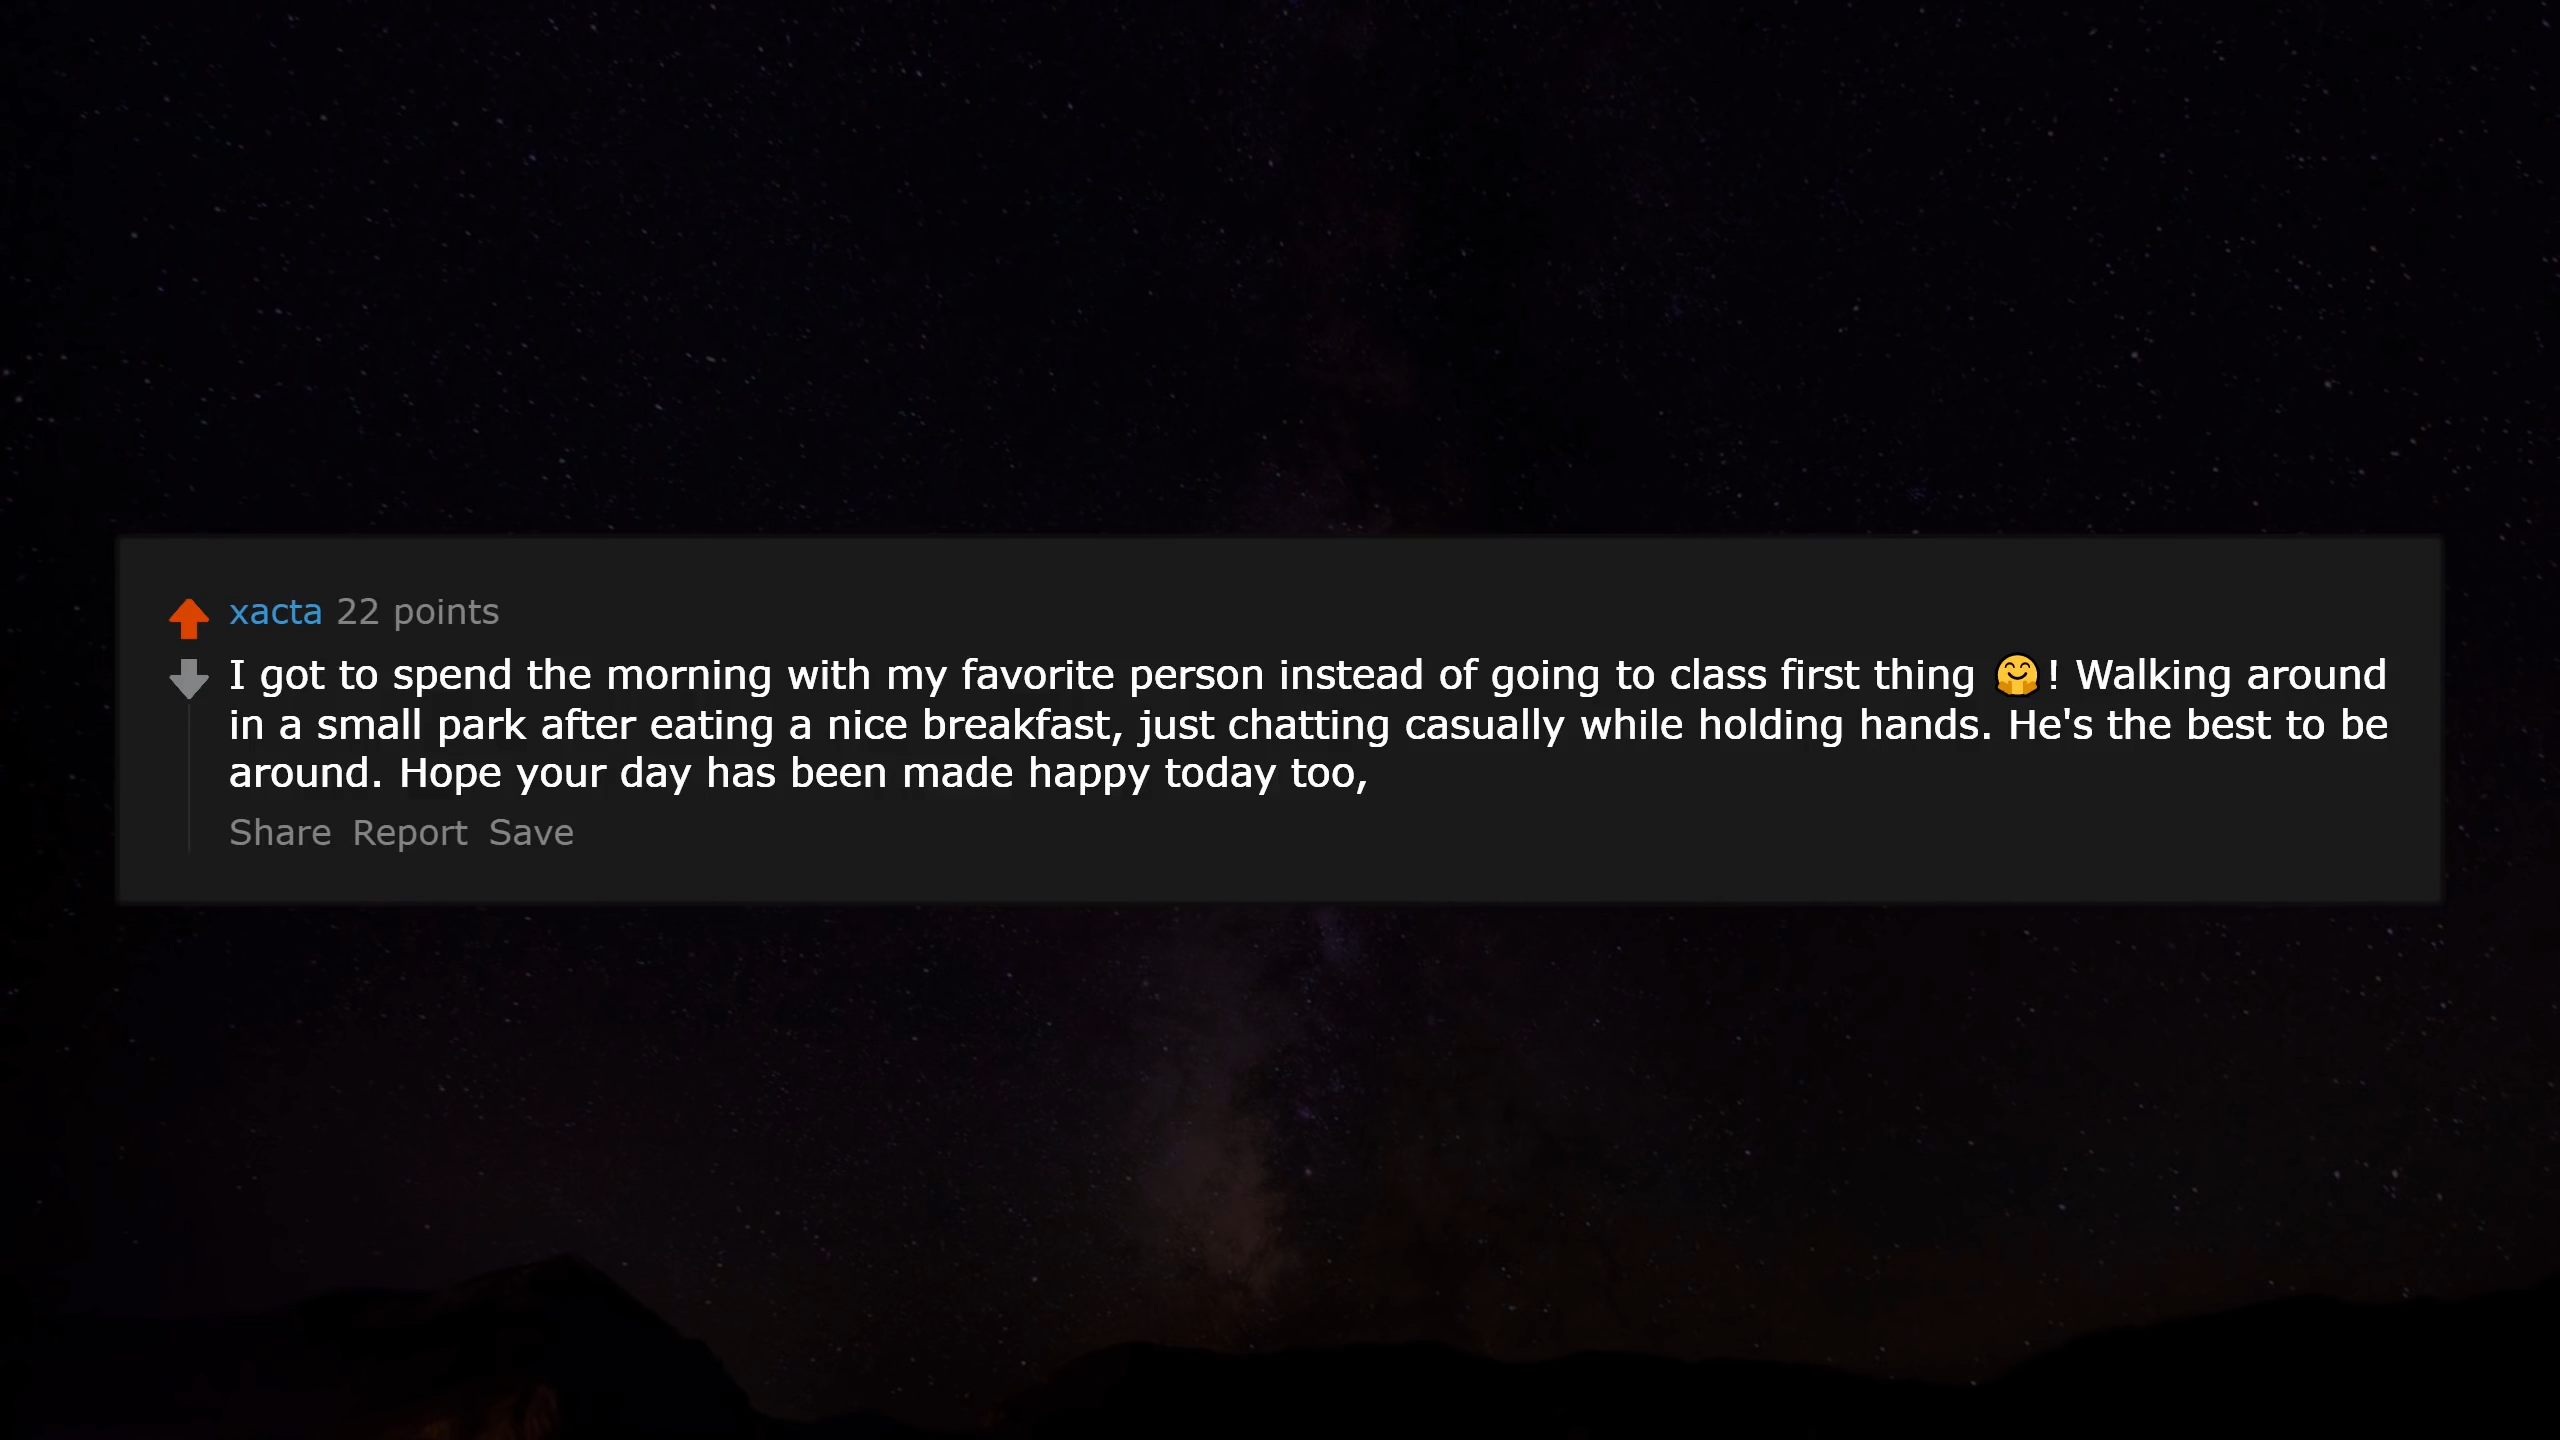 xacta 22 points
I got to spend the morning with my favorite person instead of going to class first thing 🤗! Walking around
in a small park after eating a nice breakfast, just chatting casually while holding hands. He's the best to be
around. Hope your day has been made happy today too,
Share Report Save